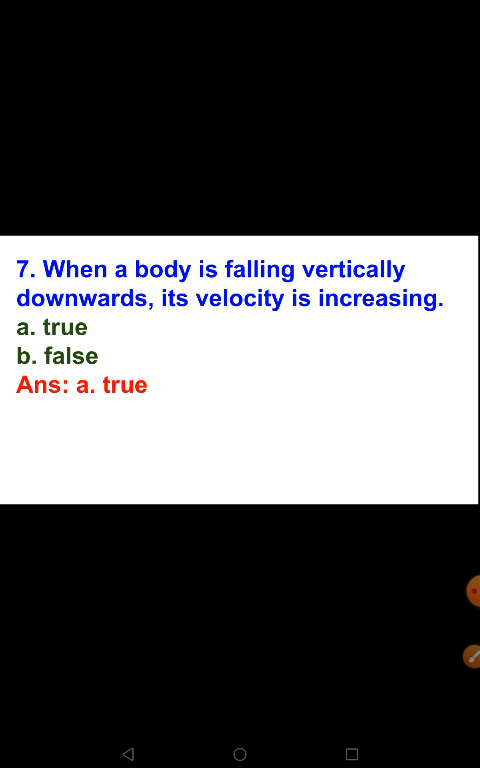 7. When a body is falling vertically
downwards, its velocity is increasing.
a. true
b. false
Ans: a. true